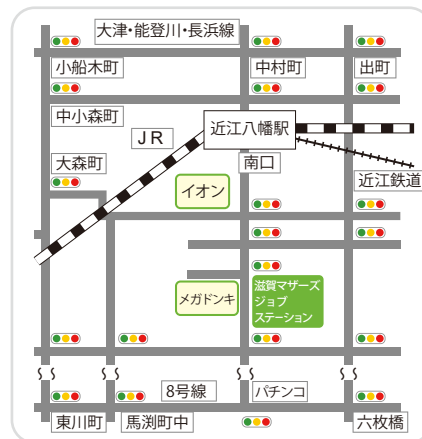 大津・能登川・長浜線
小船木町
中村町
出町
中小森町
近江八幡駅
JR
大森町
南口
イオン
近江鉄道
メガドンキ
滋賀マザーズ
ジョブ
ステーション
8号線
パチンコ
東川町
馬渕町中
六枚橋